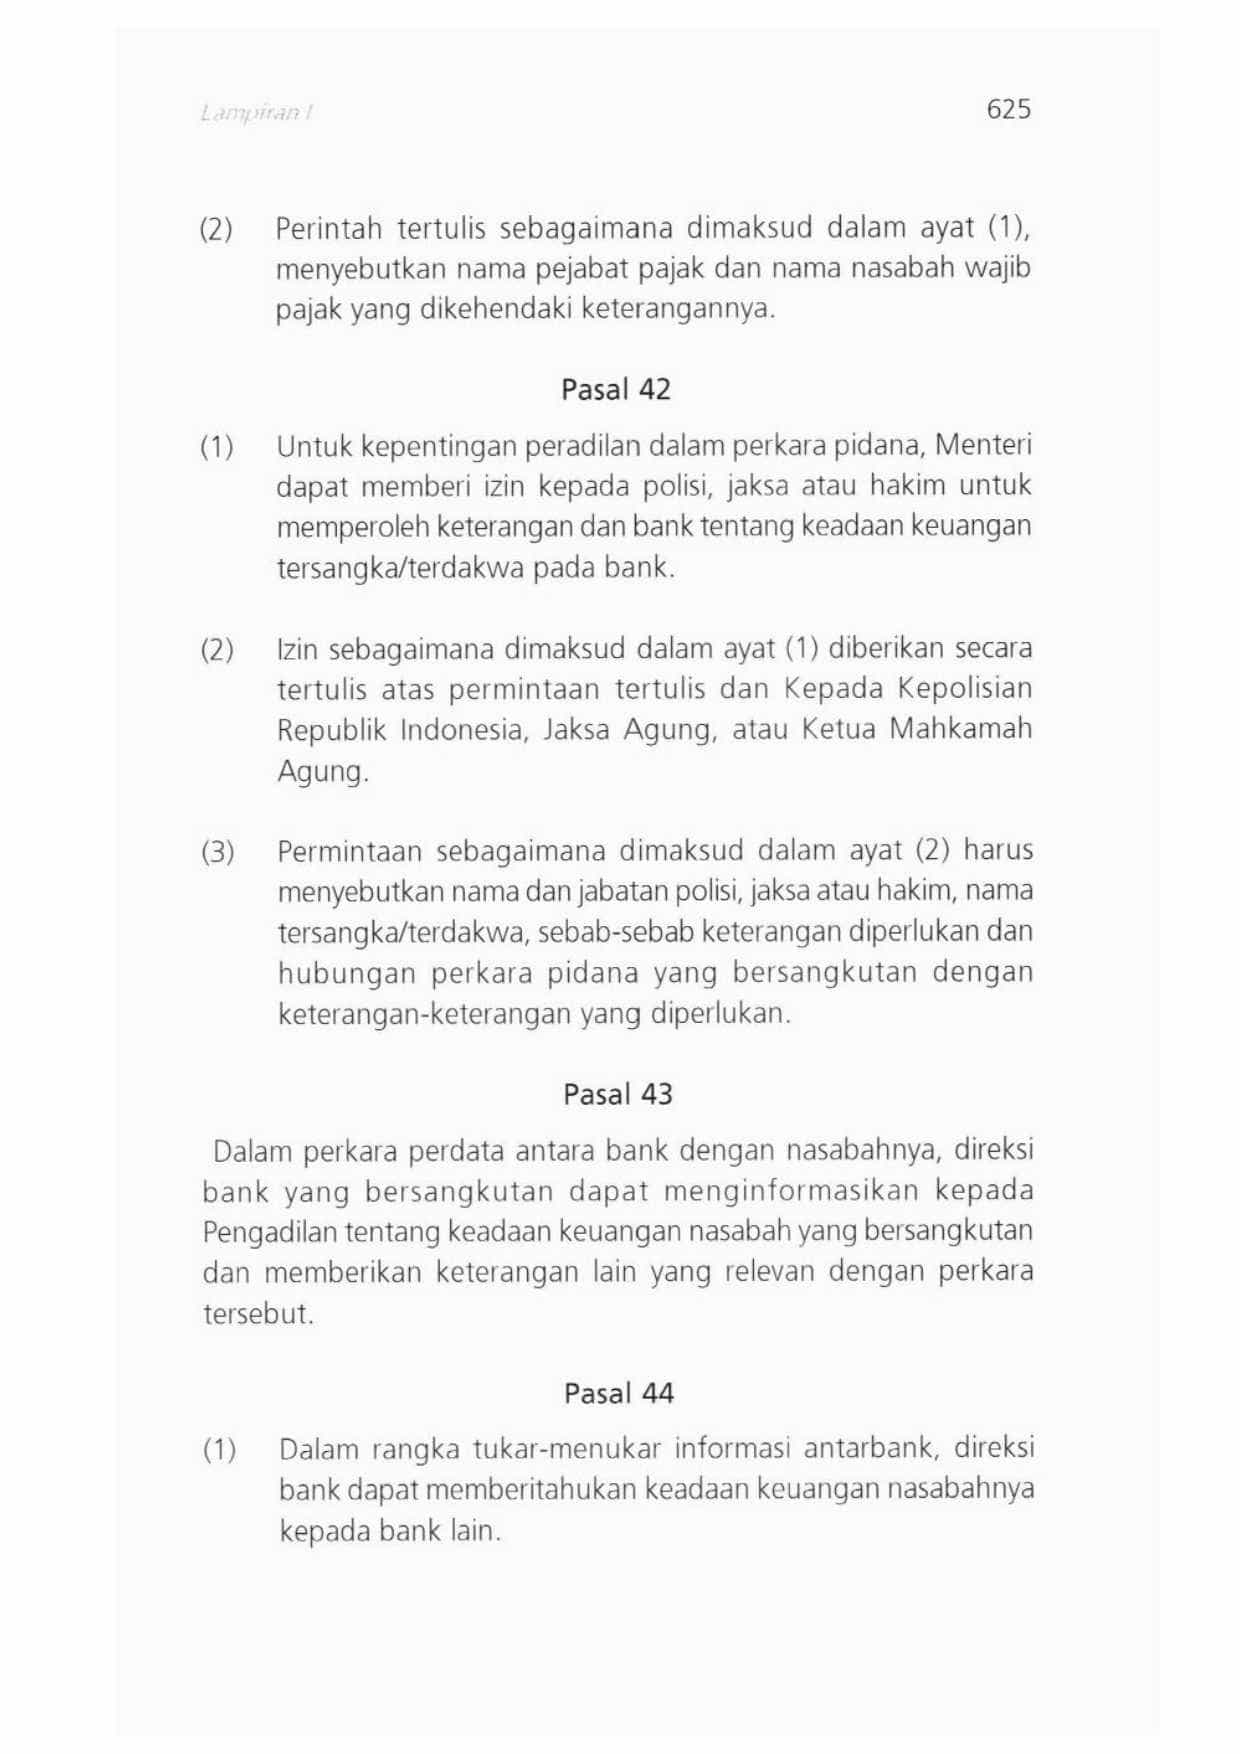 Lampiran I
625
(2) Perintah tertulis sebagaimana dimaksud dalam ayat (1),
menyebutkan nama pejabat pajak dan nama nasabah wajib
pajak yang dikehendaki keterangannya.
Pasal 42
(1) Untuk kepentingan peradilan dalam perkara pidana, Menteri
dapat memberi izin kepada polisi, jaksa atau hakim untuk
memperoleh keterangan dan bank tentang keadaan keuangan
tersangka/terdakwa pada bank.
(2) Izin sebagaimana dimaksud dalam ayat (1) diberikan secara
tertulis atas permintaan tertulis dan Kepada Kepolisian
Republik Indonesia, Jaksa Agung, atau Ketua Mahkamah
Agung.
(3) Permintaan sebagaimana dimaksud dalam ayat (2) harus
menyebutkan nama dan jabatan polisi, jaksa atau hakim, nama
tersangka/terdakwa, sebab-sebab keterangan diperlukan dan
hubungan perkara pidana yang bersangkutan dengan
keterangan-keterangan yang diperlukan.
Pasal 43
Dalam perkara perdata antara bank dengan nasabahnya, direksi
bank yang bersangkutan dapat menginformasikan kepada
Pengadilan tentang keadaan keuangan nasabah yang bersangkutan
dan memberikan keterangan lain yang relevan dengan perkara
tersebut.
Pasal 44
(1) Dalam rangka tukar-menukar informasi antarbank, direksi
bank dapat memberitahukan keadaan keuangan nasabahnya
kepada bank lain.